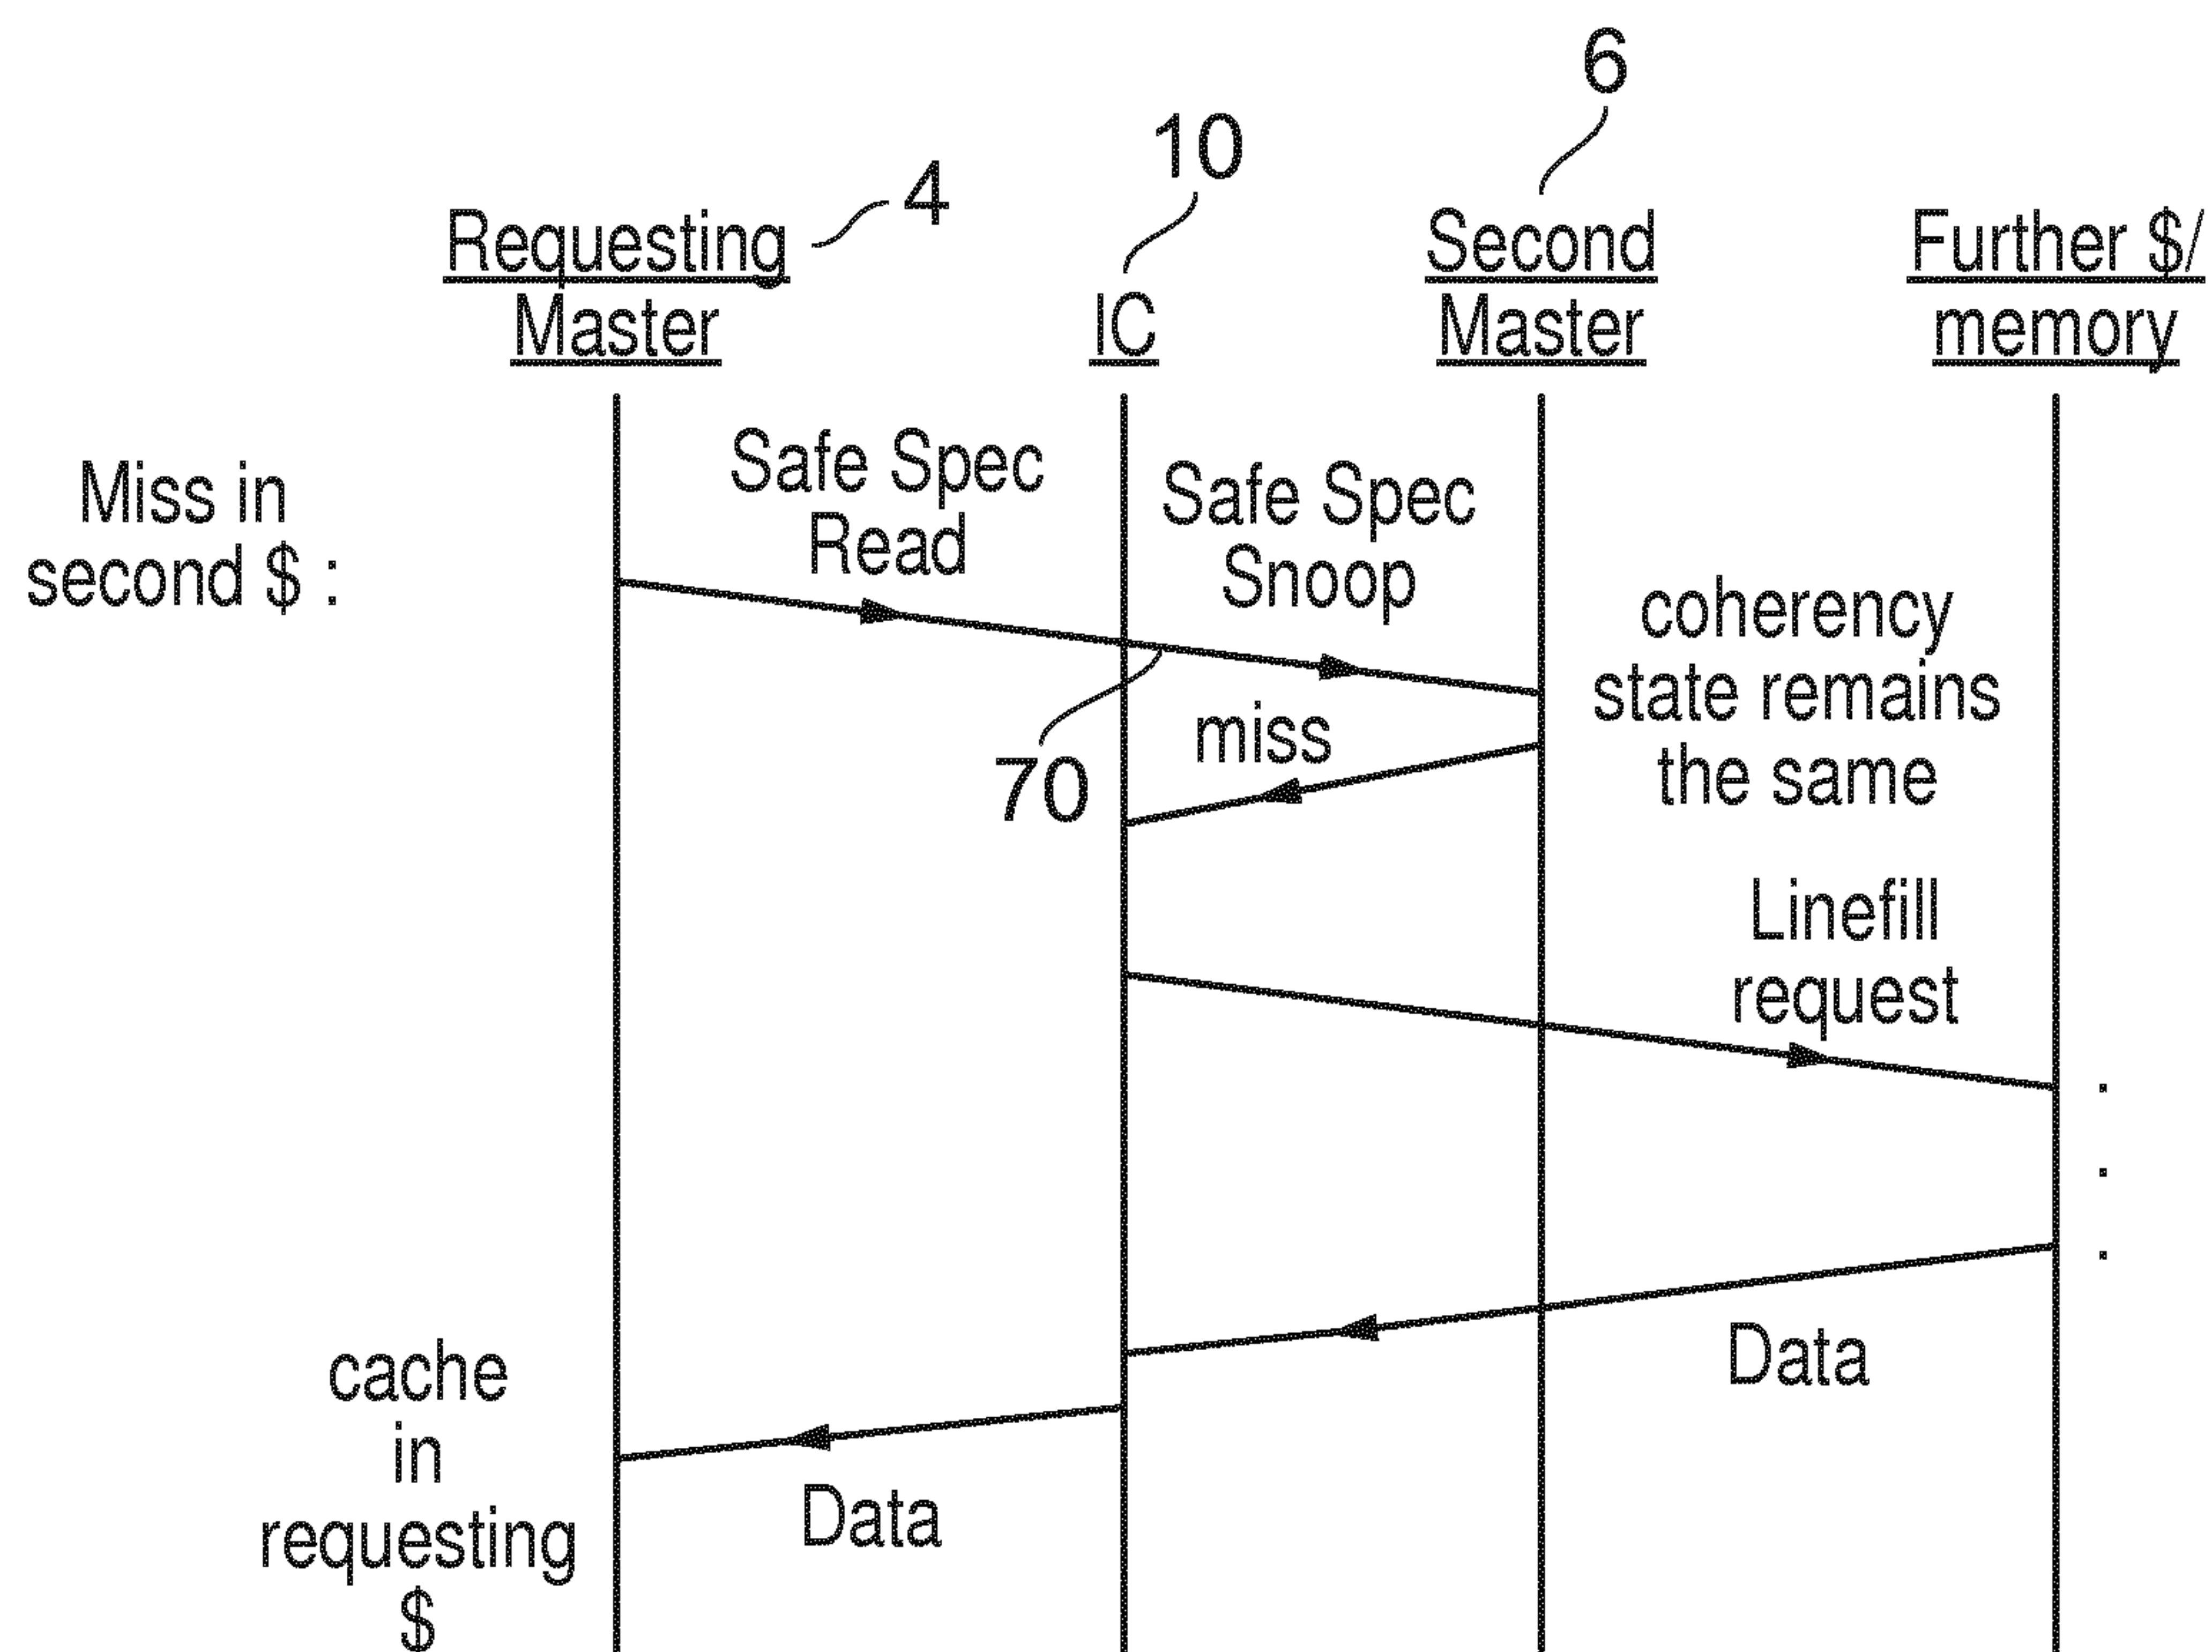 6
10
4
Requesting
Master
IC
Second
Master
Further $/
memory
Miss in
second $ :
Safe Spec
Read
Safe Spec
Snoop
coherency
state remains
the same
miss
70
Linefill
request
.
.
.
Data
cache
in
requesting
$
Data